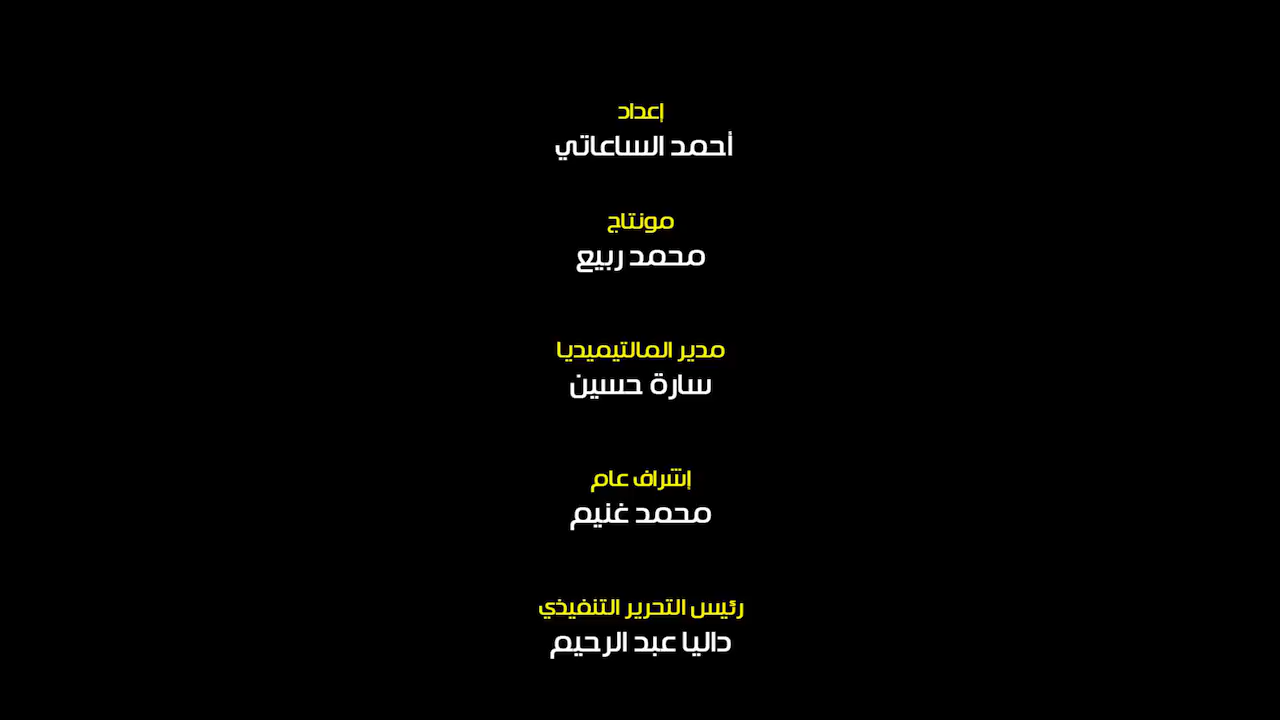 إعداد
أحمد الساعاتي
مونتاج
محمد ربيع
مدير المالتيميديا
سارة حسين
إشراف عام
محمد غنيم
رئيس التحرير التنفيذي
داليا عبد الرحيم